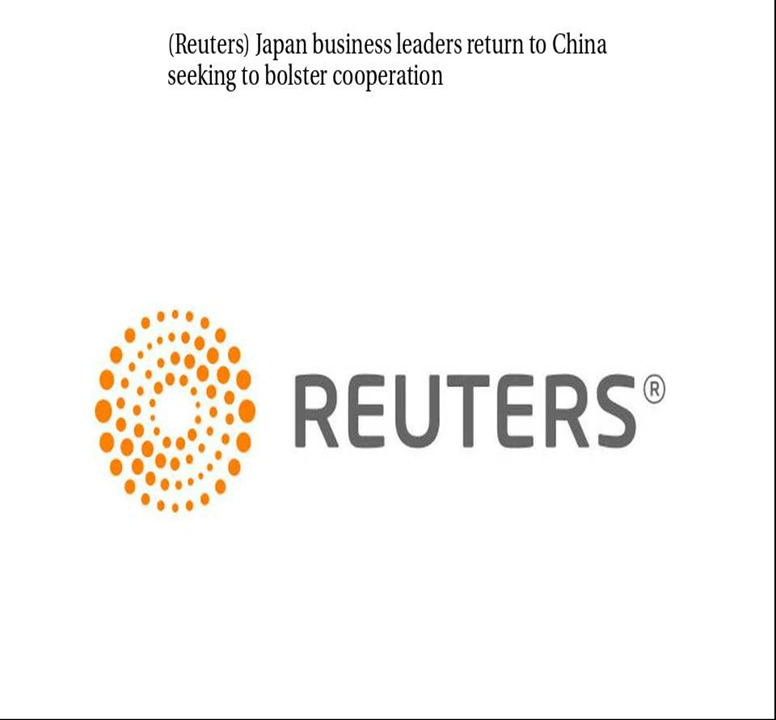 (Reuters) Japan business leaders return to China
seeking to bolster cooperation
REUTERS®